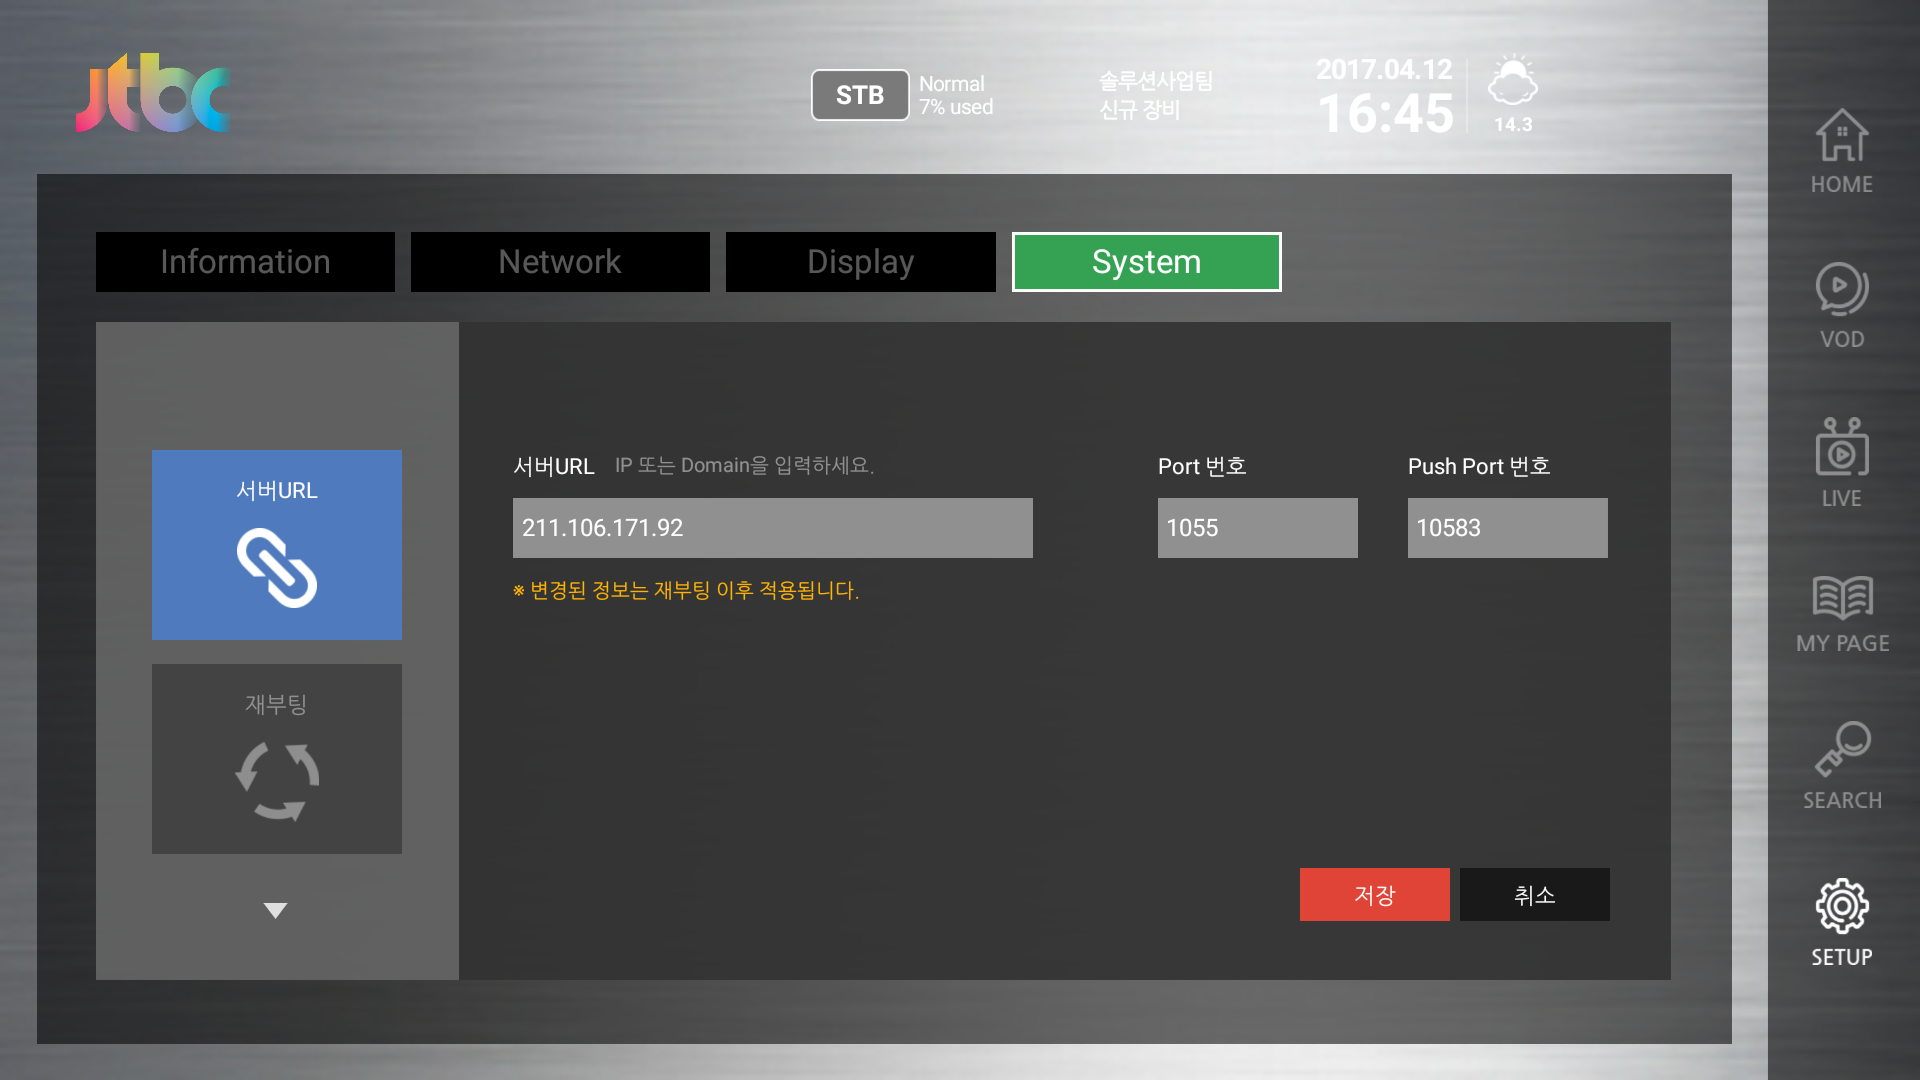 jtbc
STB
Normal
7% used
솔루션사업팀
신규 장비
2017.04.12
16:45
14.3
Information
Network
Display
System
서버URL
재부팅
서버URL IP 또는 Domain을 입력하세요.
211.106.171.92
※ 변경된 정보는 재부팅 이후 적용됩니다.
Port 번호
1055
Push Port 번호
10583
저장
취소
HOME
VOD
LIVE
MY PAGE
SEARCH
SETUP